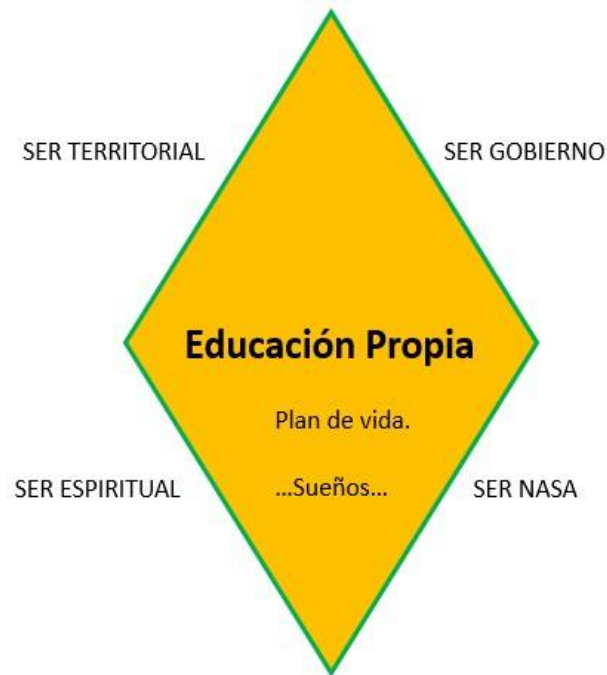 SER TERRITORIAL
SER GOBIERNO
Educación Propia
Plan de vida.
SER ESPIRITUAL
...Sueños...
SER NASA